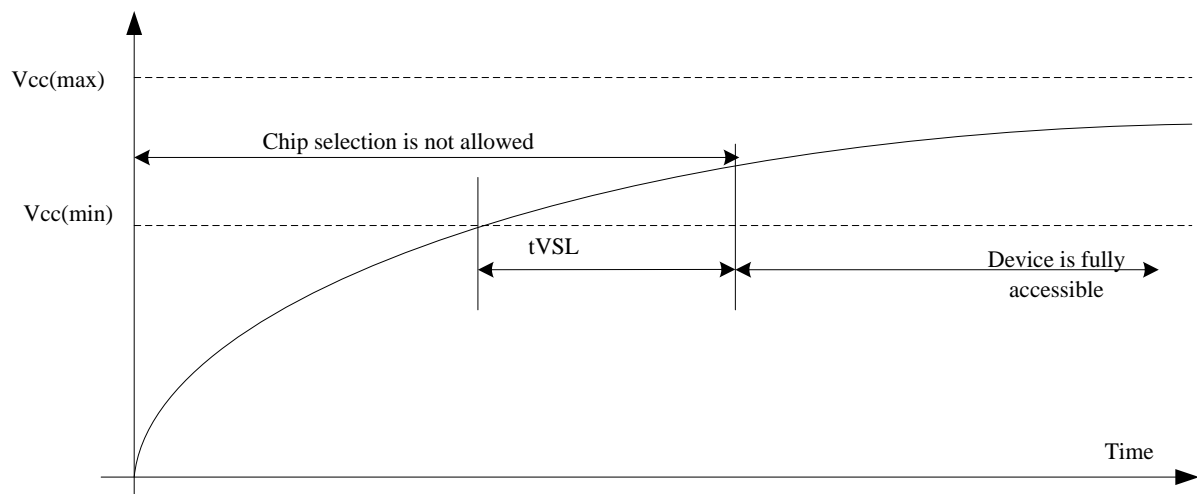 Vcc(max)
Chip selection is not allowed
Vcc(min)
tVSL
Device is fully
accessible
Time